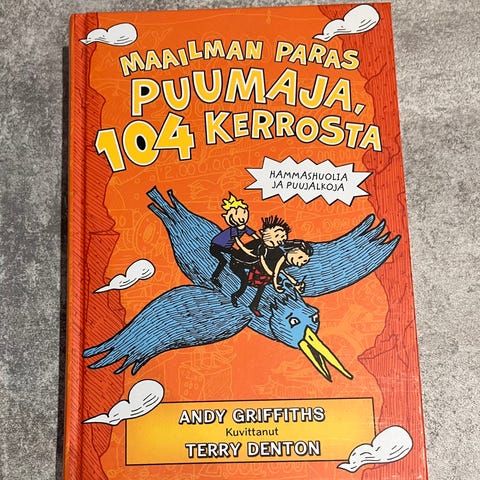 MAAILMAN PARAS
PUUMAJA,
104 KERROSTA
HAMMASHUOLIA
JA PUUJALKOJA
ANDY GRIFFITHS
Kuvittanut
TERRY DENTON